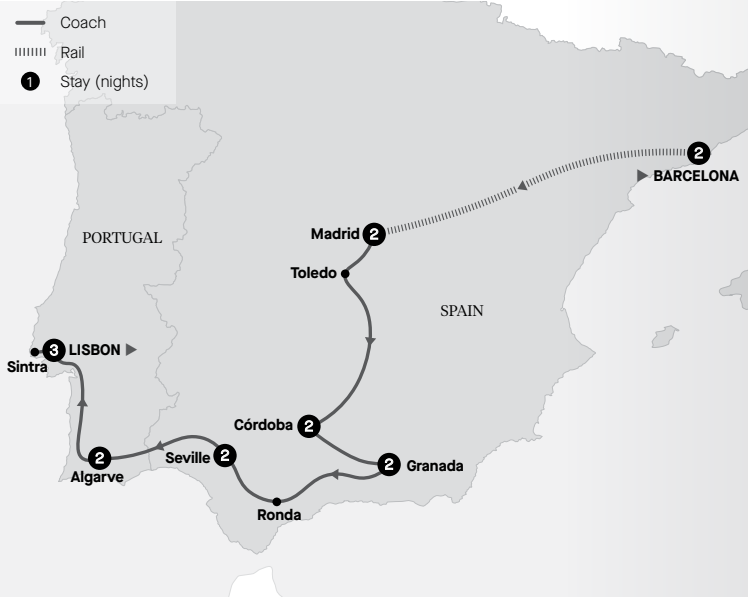 Coach
Rail
1 Stay (nights)
2
▶ BARCELONA
PORTUGAL
Madrid 2
Toledo
SPAIN
3 LISBON ▶
Sintra
Córdoba 2
Seville 2
2 Granada
2
Algarve
Ronda